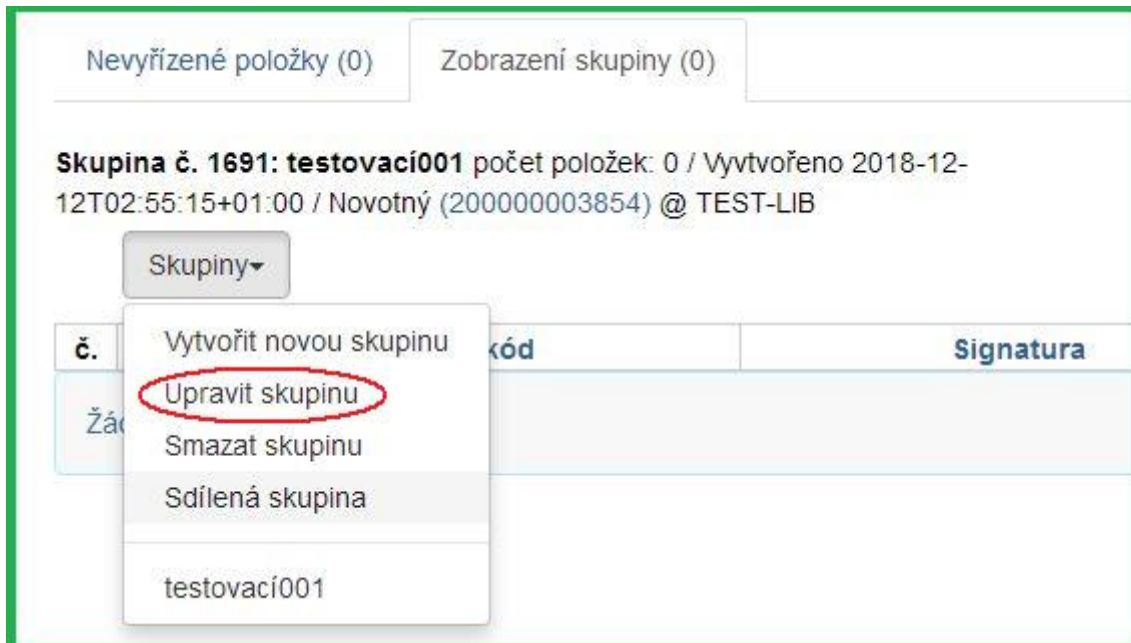 Nevyřízené položky (0)
Zobrazení skupiny (0)
Skupina č. 1691: testovací001 počet položek: 0 / Vyvtvořeno 2018-12-
12T02:55:15+01:00 / Novotný (200000003854) @ TEST-LIB
Skupiny
č.
kód
Signatura
Vytvořit novou skupinu
Upravit skupinu
Žá
Smazat skupinu
Sdílená skupina
testovací001